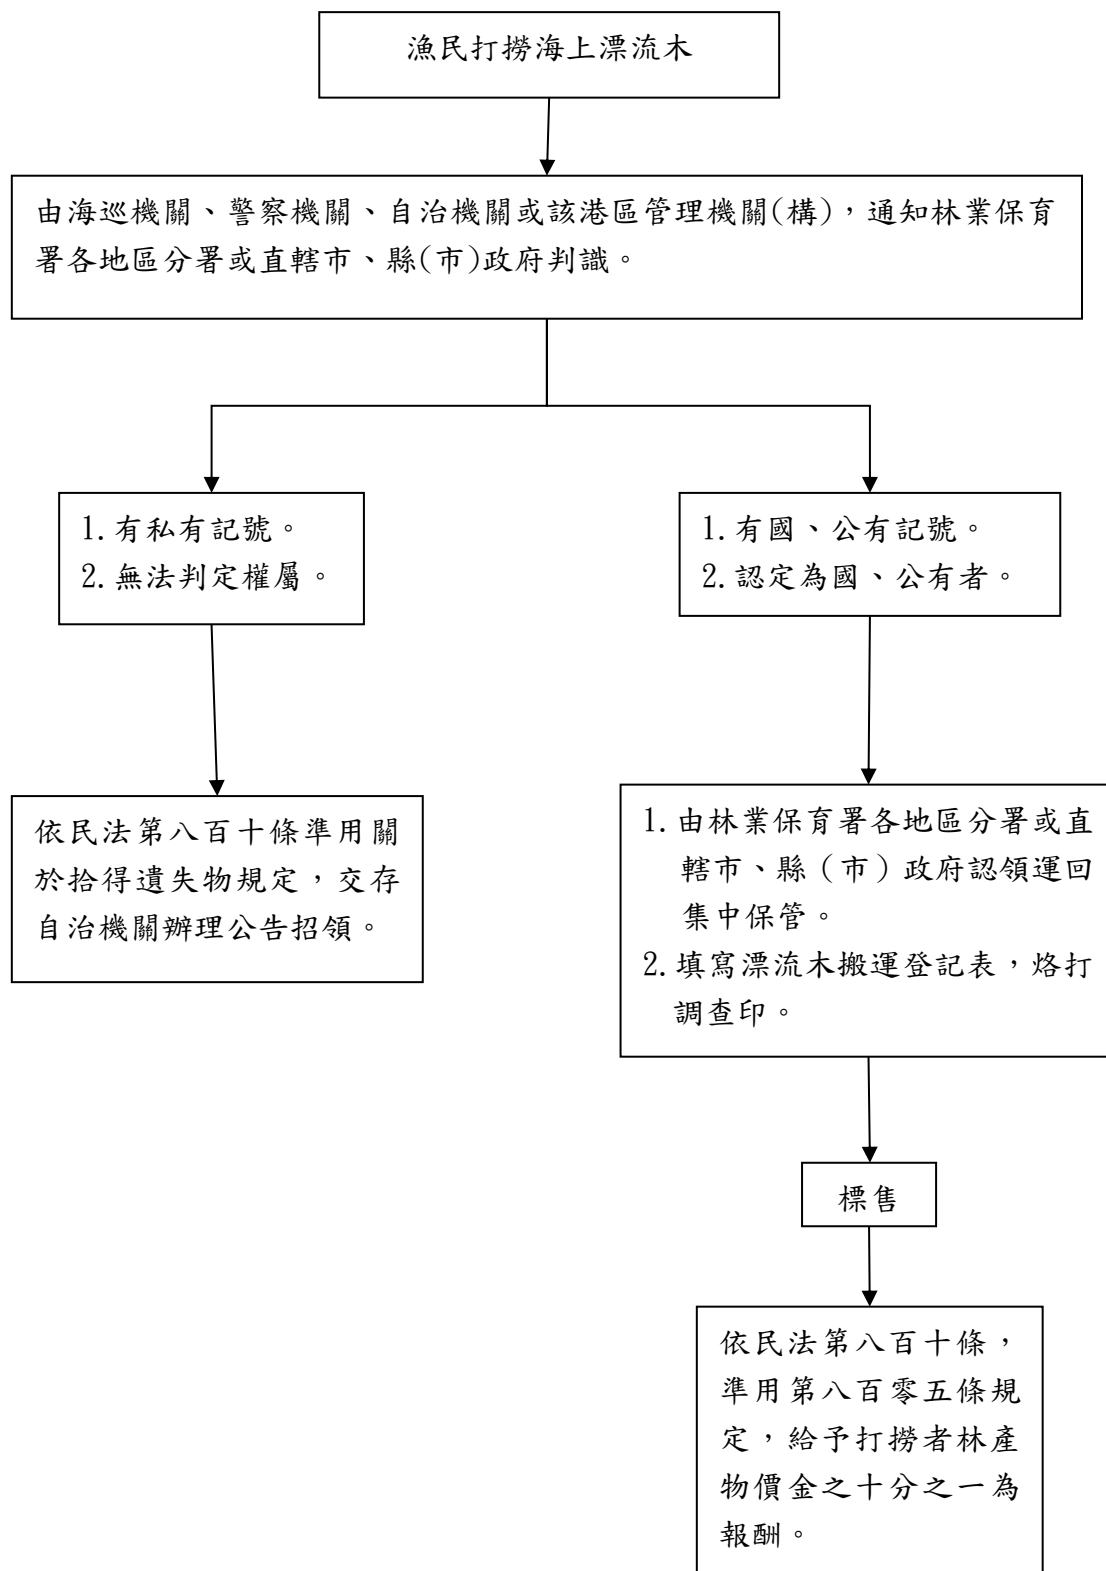 漁民打撈海上漂流木
由海巡機關、警察機關、自治機關或該港區管理機關(構)，通知林業保育
署各地區分署或直轄市、縣(市)政府判識。
1.有私有記號。
2.無法判定權屬。
1.有國、公有記號。
2.認定為國、公有者。
依民法第八百十條準用關
於拾得遺失物規定，交存
自治機關辦理公告招領。
1.由林業保育署各地區分署或直
轄市、縣（市）政府認領運回
集中保管。
2.填寫漂流木搬運登記表，烙打
調查印。
標售
依民法第八百十條，
準用第八百零五條規
定，給予打撈者林產
物價金之十分之一為
報酬。